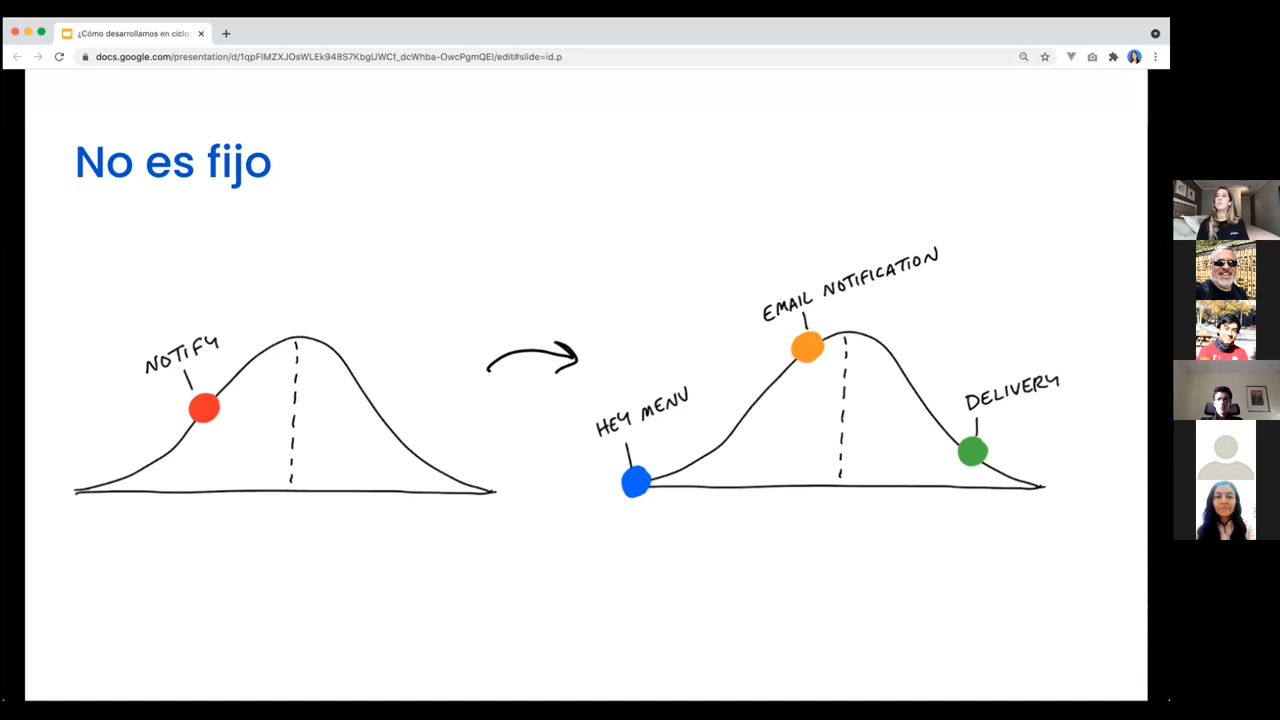 ¿Cómo desarrollamos en ciclos
docs.google.com/presentation/d/1qpFIMZXJOsWLEk948S7KbgUWCf_dcWhba-OwcPgmQEI/edit#slide=id.p
No es fijo
NOTIFY
HEY MENU
EMAIL NOTIFICATION
DELIVERY